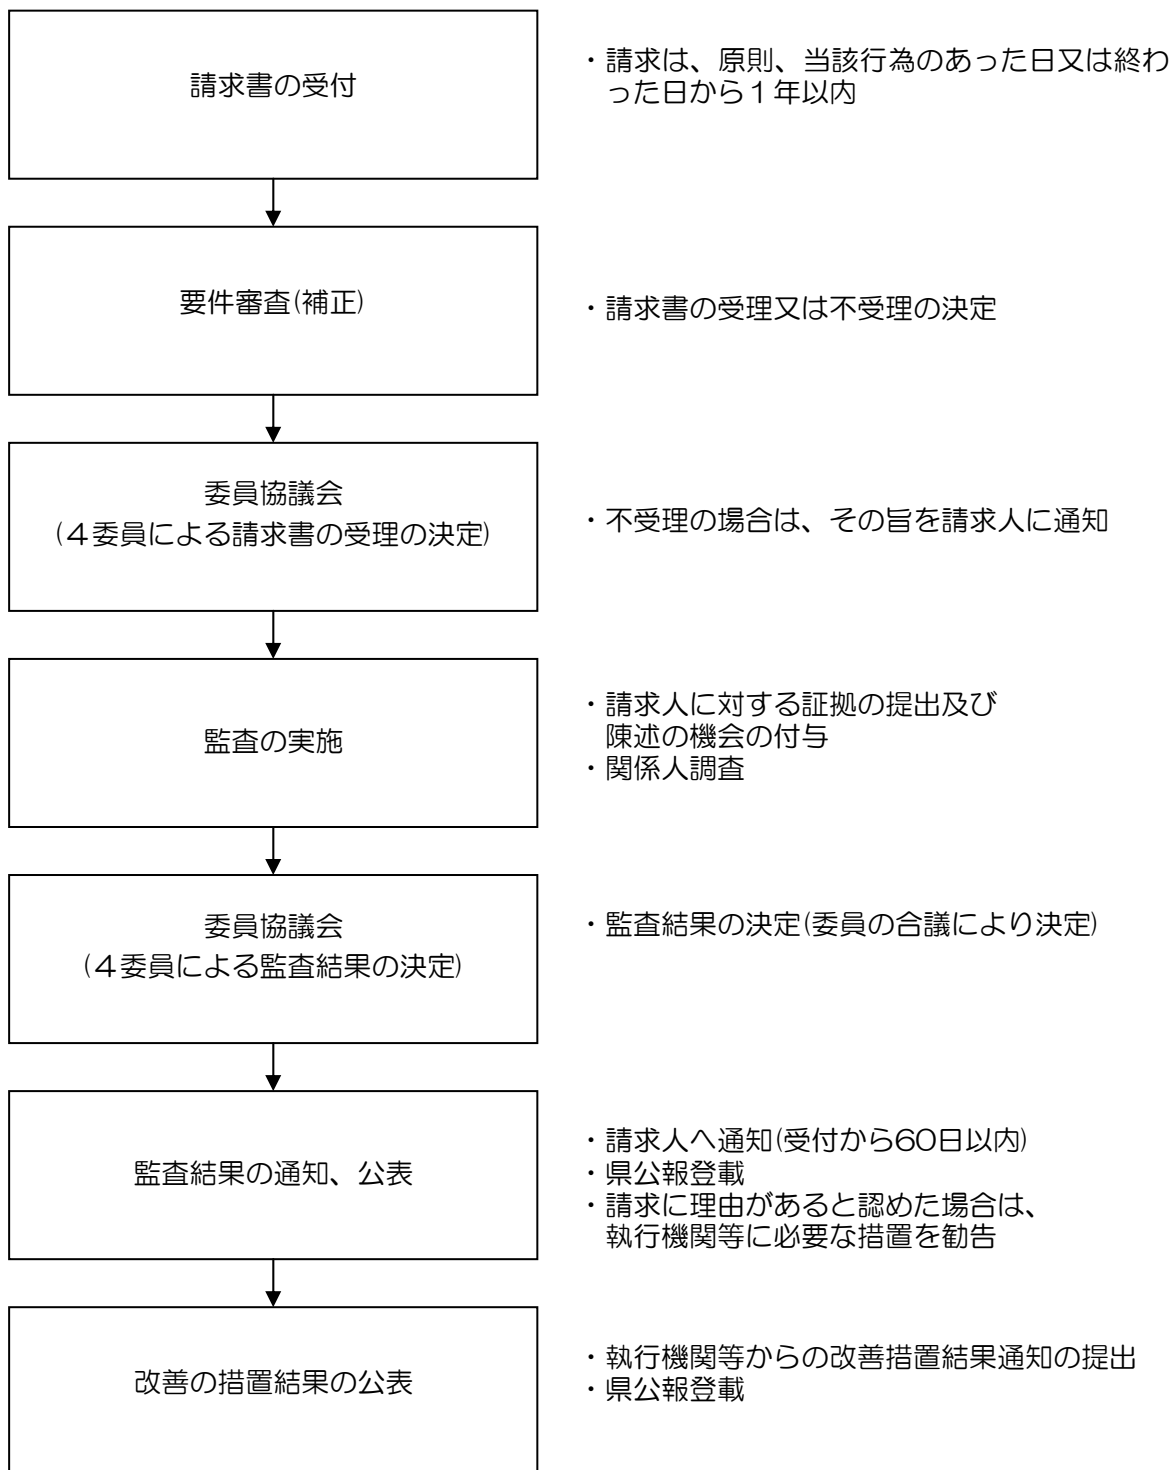 請求書の受付
・請求は、原則、当該行為のあった日又は終わ
った日から１年以内
要件審査(補正)
・請求書の受理又は不受理の決定
委員協議会
(４委員による請求書の受理の決定)
・不受理の場合は、その旨を請求人に通知
監査の実施
・請求人に対する証拠の提出及び
陳述の機会の付与
・関係人調査
委員協議会
(４委員による監査結果の決定)
・監査結果の決定(委員の合議により決定)
監査結果の通知、公表
・請求人へ通知(受付から60日以内)
・県公報登載
・請求に理由があると認めた場合は、
執行機関等に必要な措置を勧告
改善の措置結果の公表
・執行機関等からの改善措置結果通知の提出
・県公報登載